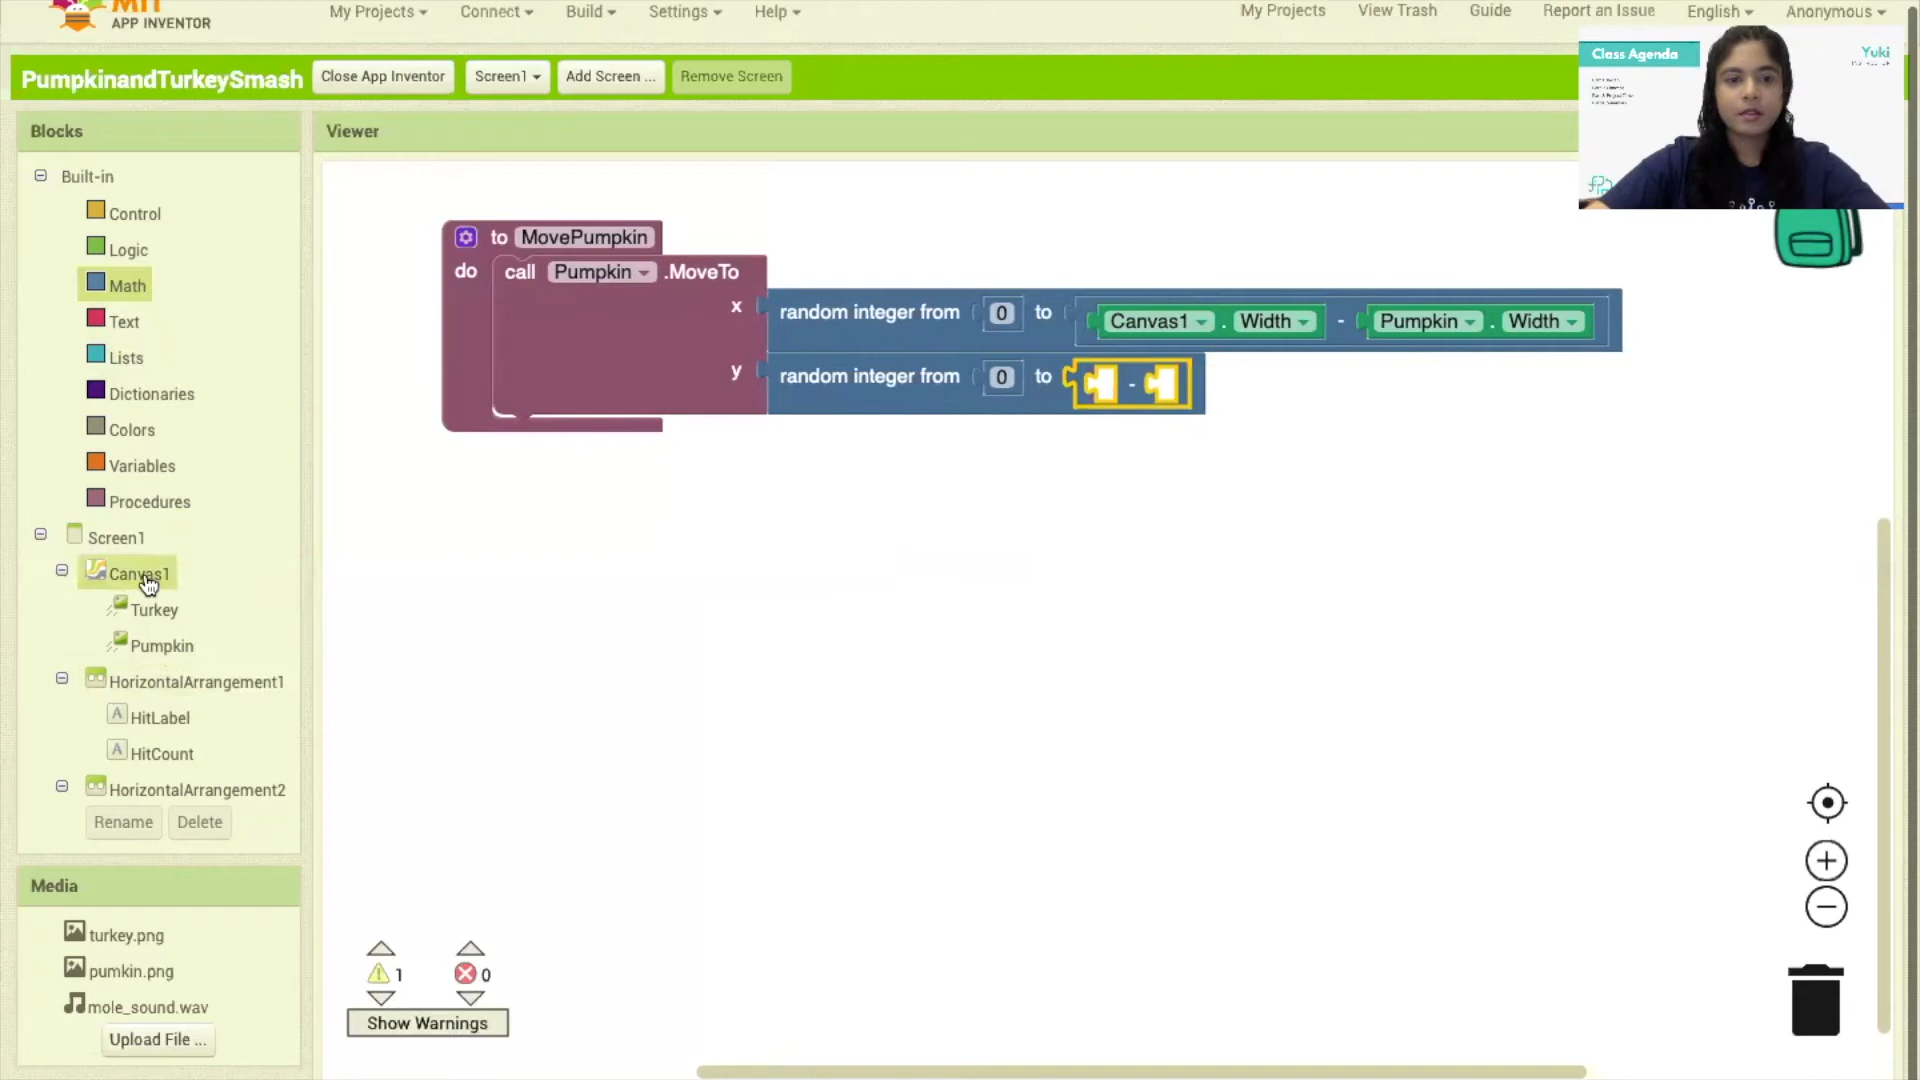 MIT
APP INVENTOR
My Projects
Connect
Build
Settings
Help
My Projects
View Trash
Guide
Report an Issue
English
Anonymous
PumpkinandTurkeySmash
Close App Inventor
Screen1
Add Screen ...
Remove Screen
Class Agenda
Yuki
Blocks
Viewer
Built-in
Control
Logic
Math
Text
Lists
Dictionaries
Colors
Variables
Procedures
Screen1
Canvas1
Turkey
Pumpkin
HorizontalArrangement1
HitLabel
HitCount
HorizontalArrangement2
Rename
Delete
Media
turkey.png
pumkin.png
mole_sound.wav
Upload File ...
to MovePumpkin
do call Pumpkin .MoveTo
x random integer from 0 to Canvas1 . Width - Pumpkin . Width
y random integer from 0 to -
1
0
Show Warnings